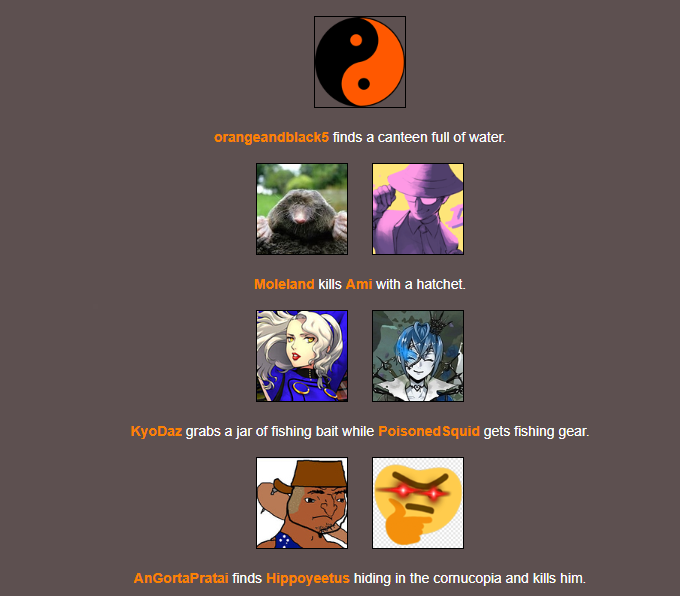 orangeandblack5 finds a canteen full of water.
Moleland kills Ami with a hatchet.
KyoDaz grabs a jar of fishing bait while PoisonedSquid gets fishing gear.
AnGortaPratai finds Hippoyeetus hiding in the cornucopia and kills him.